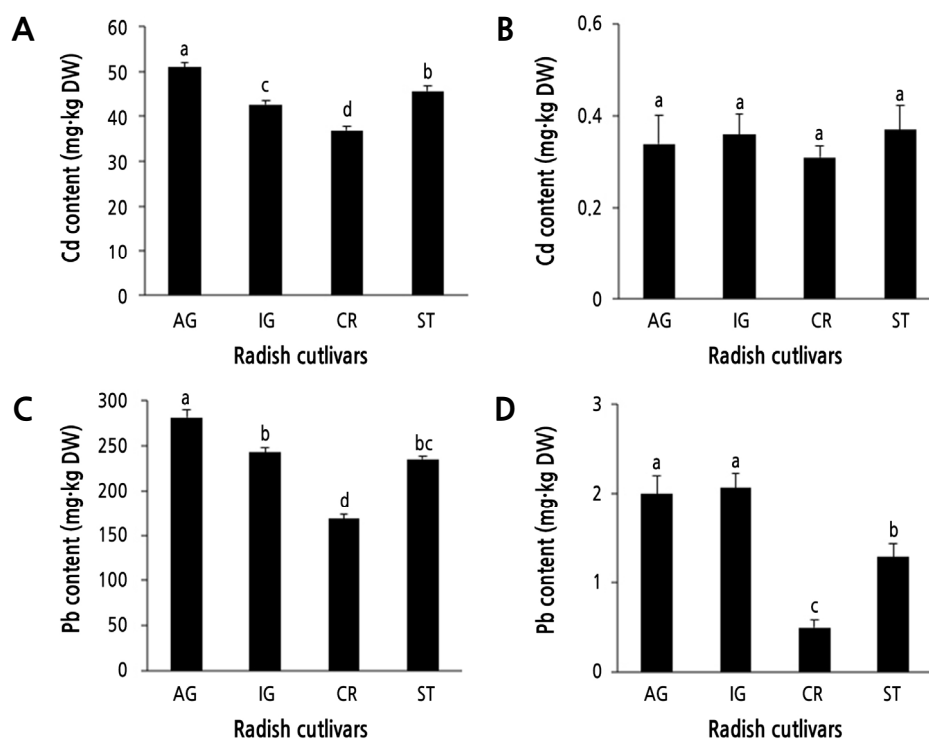 A
Cd content (mg·kg DW)
60
50
40
30
20
10
0
a
c
d
b
AG IG CR ST
Radish cutlivars
B
Cd content (mg·kg DW)
0.6
0.4
0.2
0
a
a
a
a
AG IG CR ST
Radish cutlivars
C
Pb content (mg·kg DW)
300
250
200
150
100
50
0
a
b
d
bc
AG IG CR ST
Radish cutlivars
D
Pb content (mg·kg DW)
3
2
1
0
a
a
c
b
AG IG CR ST
Radish cutlivars